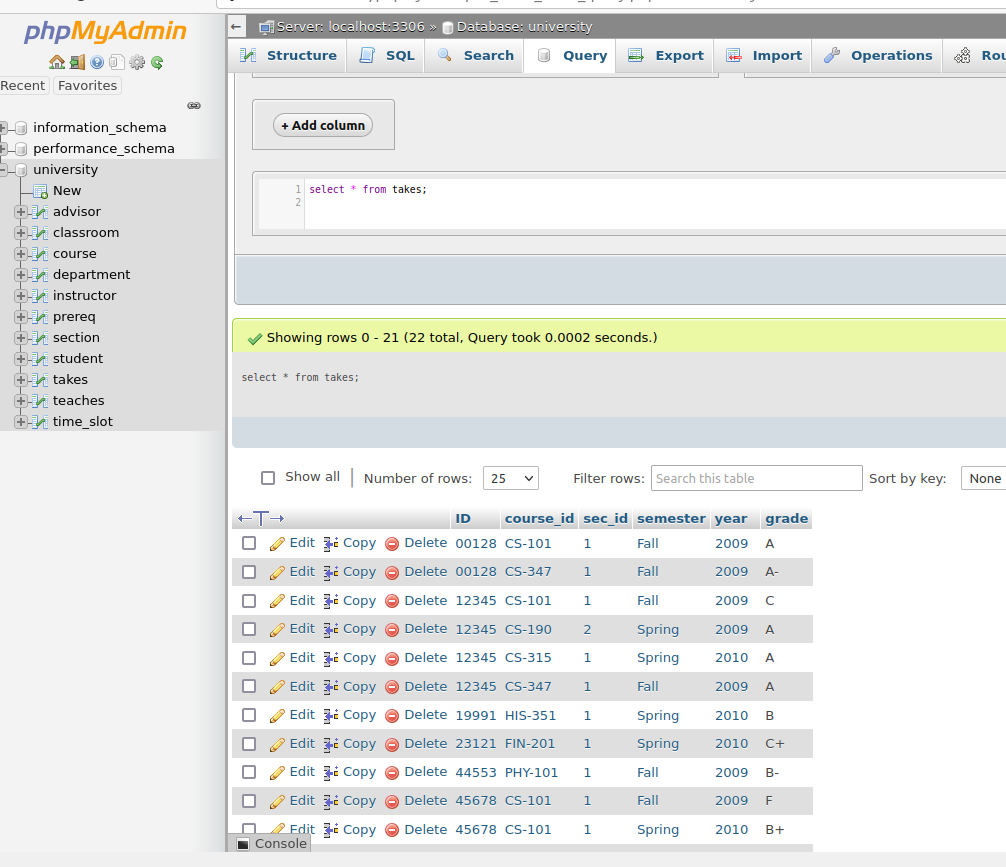 phpMyAdmin
Recent Favorites
information_schema
performance_schema
university
New
advisor
classroom
course
department
instructor
prereq
section
student
takes
teaches
time_slot
Server: localhost:3306 » Database: university
Structure SQL Search Query Export Import Operations Rou
+ Add column
1 select * from takes;
2
Showing rows 0 - 21 (22 total, Query took 0.0002 seconds.)
select * from takes;
Show all Number of rows: 25 Filter rows: Search this table Sort by key: None
←T→ ID course_id sec_id semester year grade
Edit Copy Delete 00128 CS-101 1 Fall 2009 A
Edit Copy Delete 00128 CS-347 1 Fall 2009 A-
Edit Copy Delete 12345 CS-101 1 Fall 2009 C
Edit Copy Delete 12345 CS-190 2 Spring 2009 A
Edit Copy Delete 12345 CS-315 1 Spring 2010 A
Edit Copy Delete 12345 CS-347 1 Fall 2009 A
Edit Copy Delete 19991 HIS-351 1 Spring 2010 B
Edit Copy Delete 23121 FIN-201 1 Spring 2010 C+
Edit Copy Delete 44553 PHY-101 1 Fall 2009 B-
Edit Copy Delete 45678 CS-101 1 Fall 2009 F
Edit Copy Delete 45678 CS-101 1 Spring 2010 B+
Console